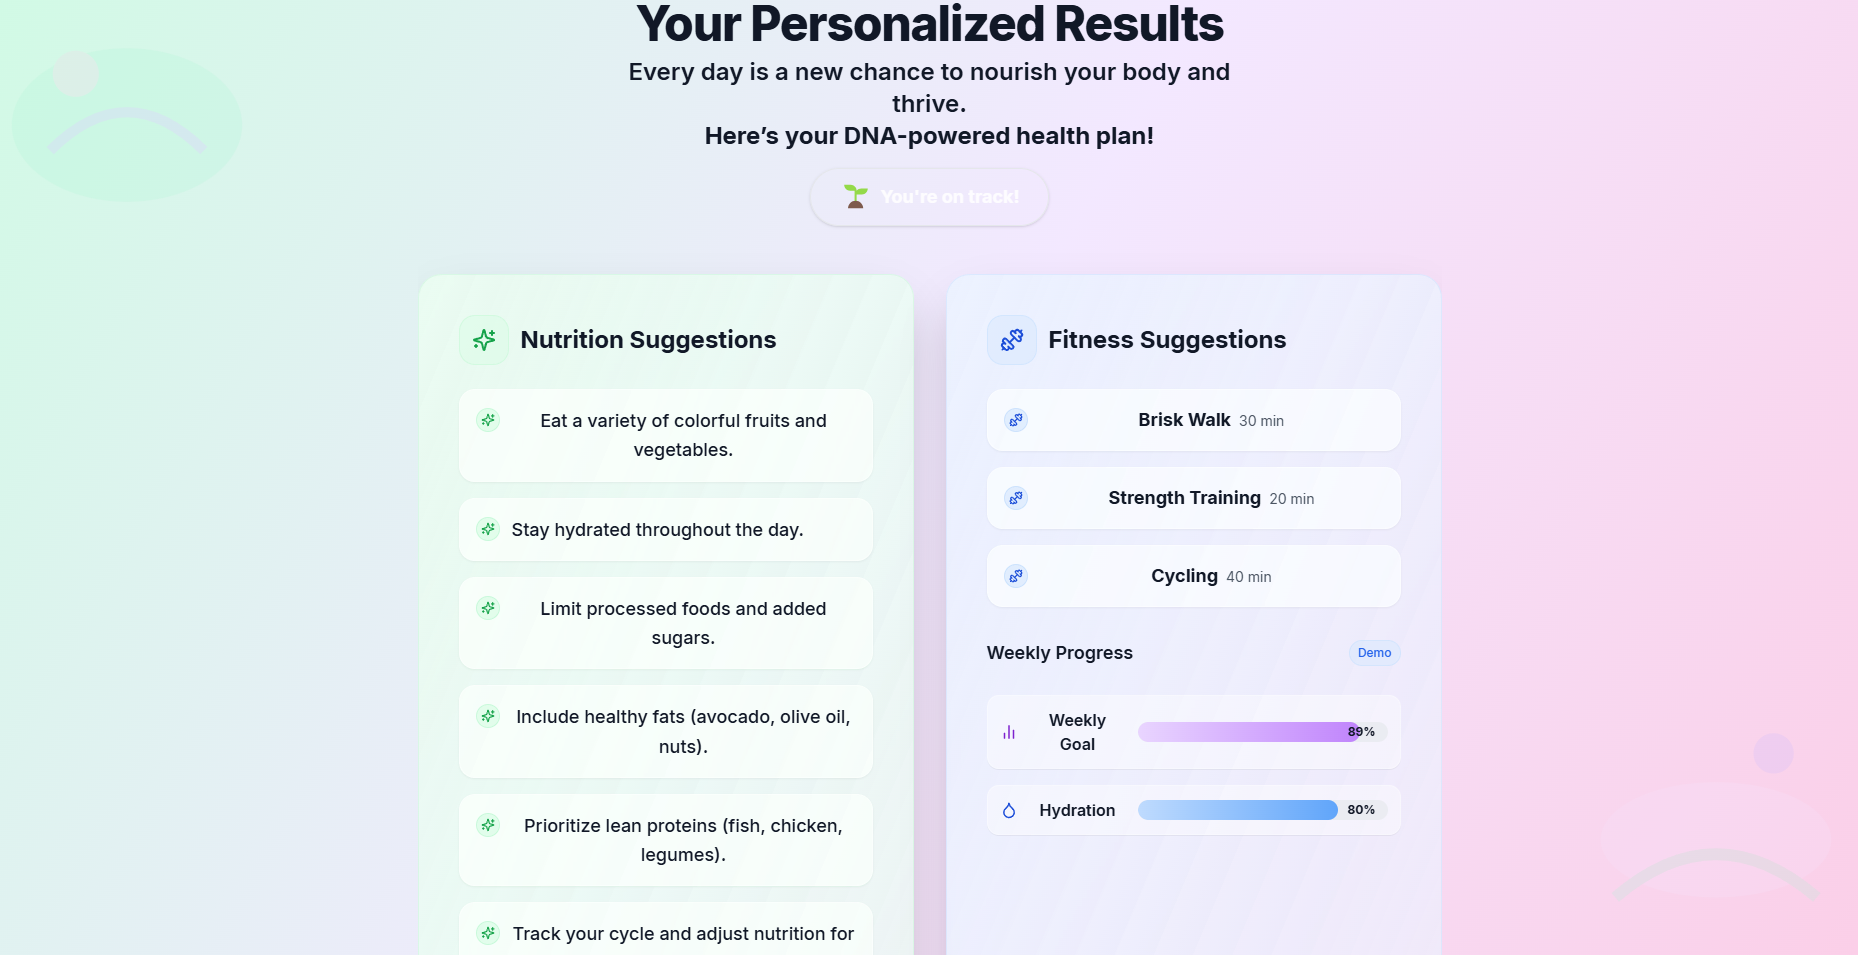 Your Personalized Results
Every day is a new chance to nourish your body and
thrive.
Here’s your DNA-powered health plan!
You're on track!
Nutrition Suggestions
Eat a variety of colorful fruits and
vegetables.
Stay hydrated throughout the day.
Limit processed foods and added
sugars.
Include healthy fats (avocado, olive oil,
nuts).
Prioritize lean proteins (fish, chicken,
legumes).
Track your cycle and adjust nutrition for
Fitness Suggestions
Brisk Walk 30 min
Strength Training 20 min
Cycling 40 min
Weekly Progress
Demo
Weekly
Goal
89%
Hydration
80%